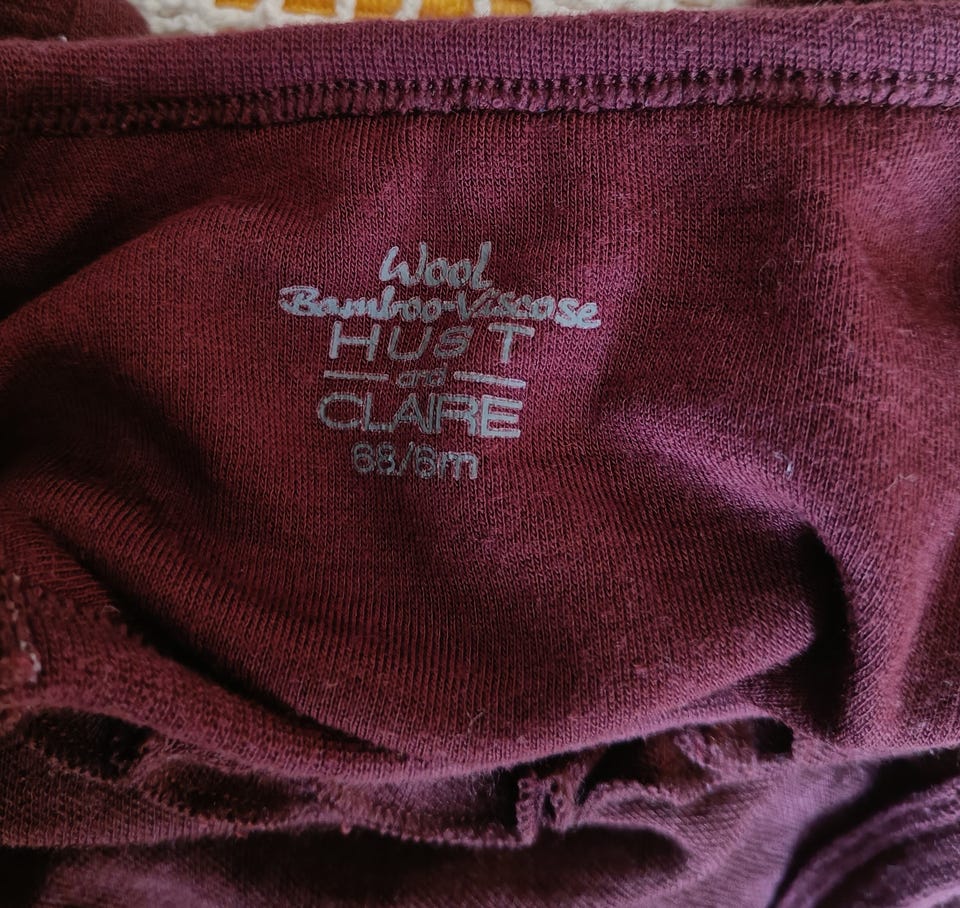 Wool
Bamboo-Viscose
HUST
and
CLAIRE
68/6m